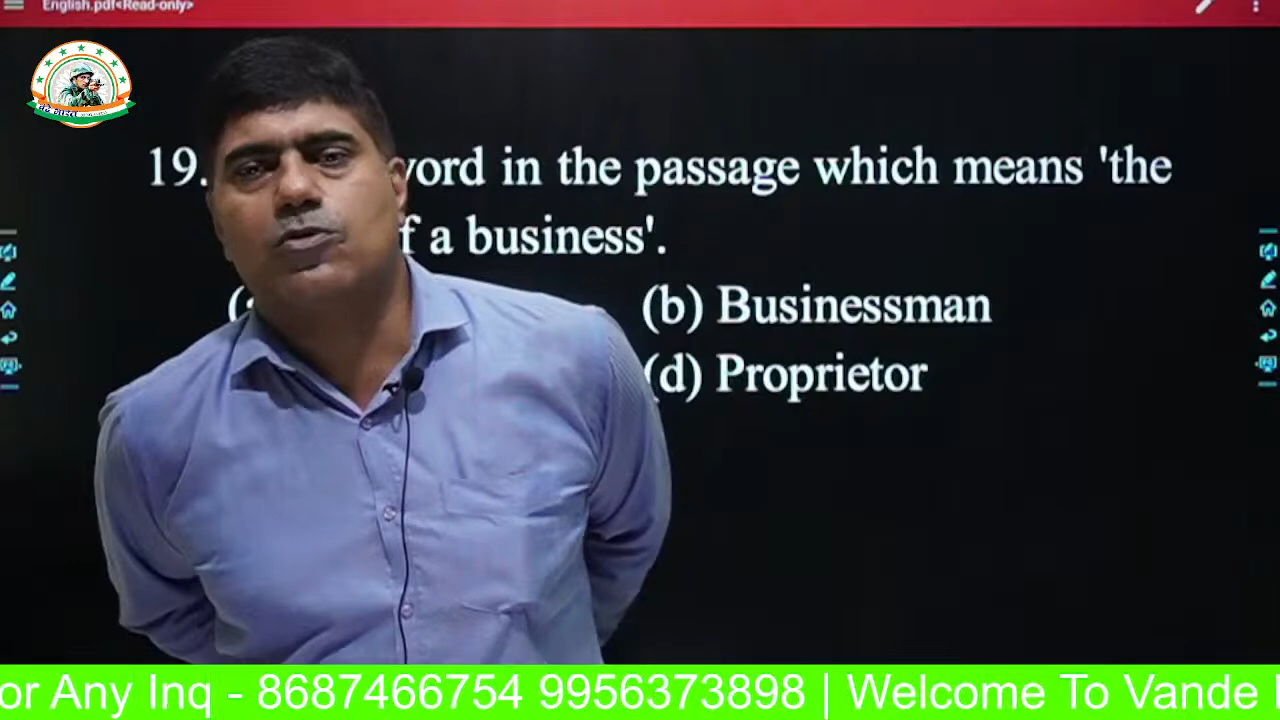 English.pdf<Read-only>
वंदे भारत
19. word in the passage which means 'the
f a business'.
(b) Businessman
(d) Proprietor
or Any Inq - 8687466754 9956373898 | Welcome To Vande